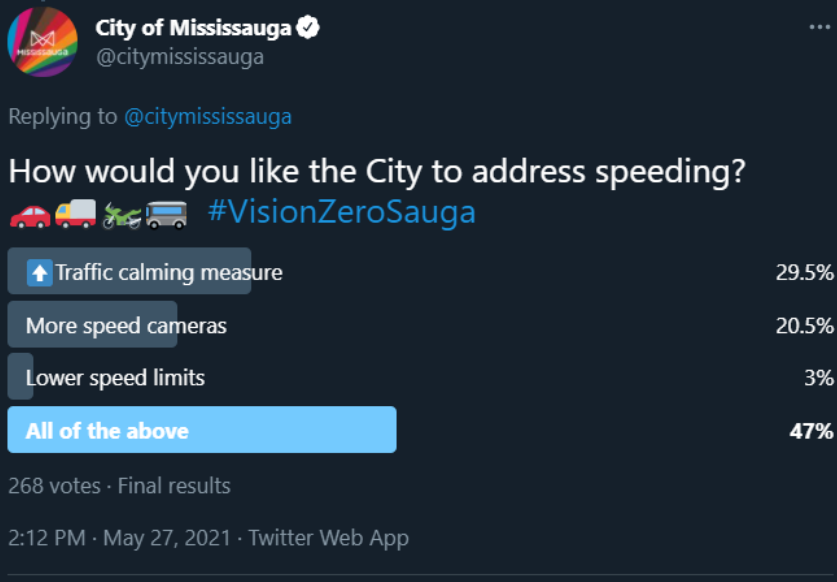 City of Mississauga
@citymississauga
MISSISSAUGA
Replying to @citymississauga
How would you like the City to address speeding?
#VisionZeroSauga
Traffic calming measure 29.5%
More speed cameras 20.5%
Lower speed limits 3%
All of the above 47%
268 votes · Final results
2:12 PM · May 27, 2021 · Twitter Web App